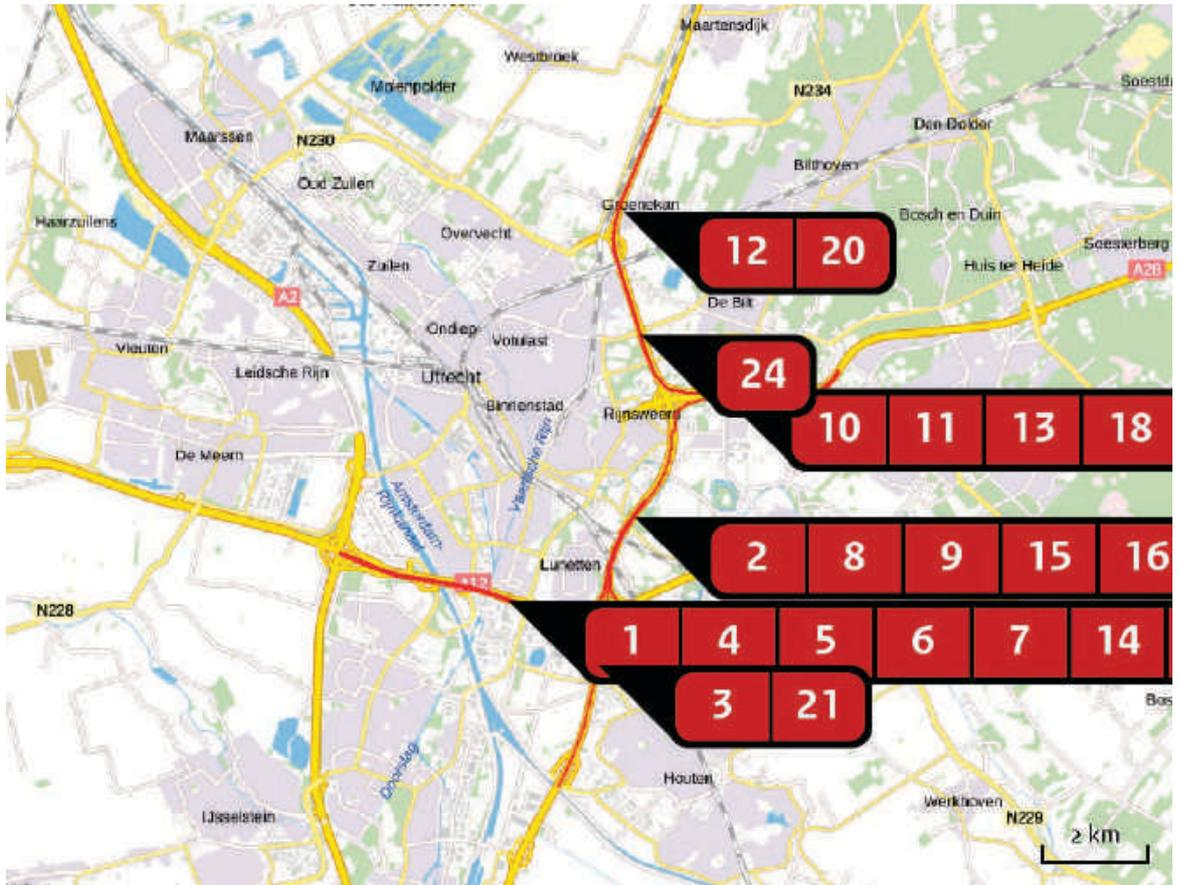 Maartensdijk
Westbroek
Molenpolder
N234
Soestd
Maarssen
N230
Den Dolder
Bilthoven
Oud Zuilen
Haarzuilens
Groenekan
Bosch en Duin
Overvecht
12 20
Soesterberg
Zuilen
Huis ter Heide
A28
A2
De Bilt
Ondiep
Votulast
Vleuten
Leidsche Rijn
Utrecht
24
Binnenstad
Rijnsweerd
10 11 13 18
De Meern
Vaartsche Rijn
Amsterdam-
Rijnkanaal
2 8 9 15 16
Lunetten
A12
N228
1 4 5 6 7 14
3 21
Bos
Doorslag
Houten
IJsselstein
Werkhoven
N229
2 km